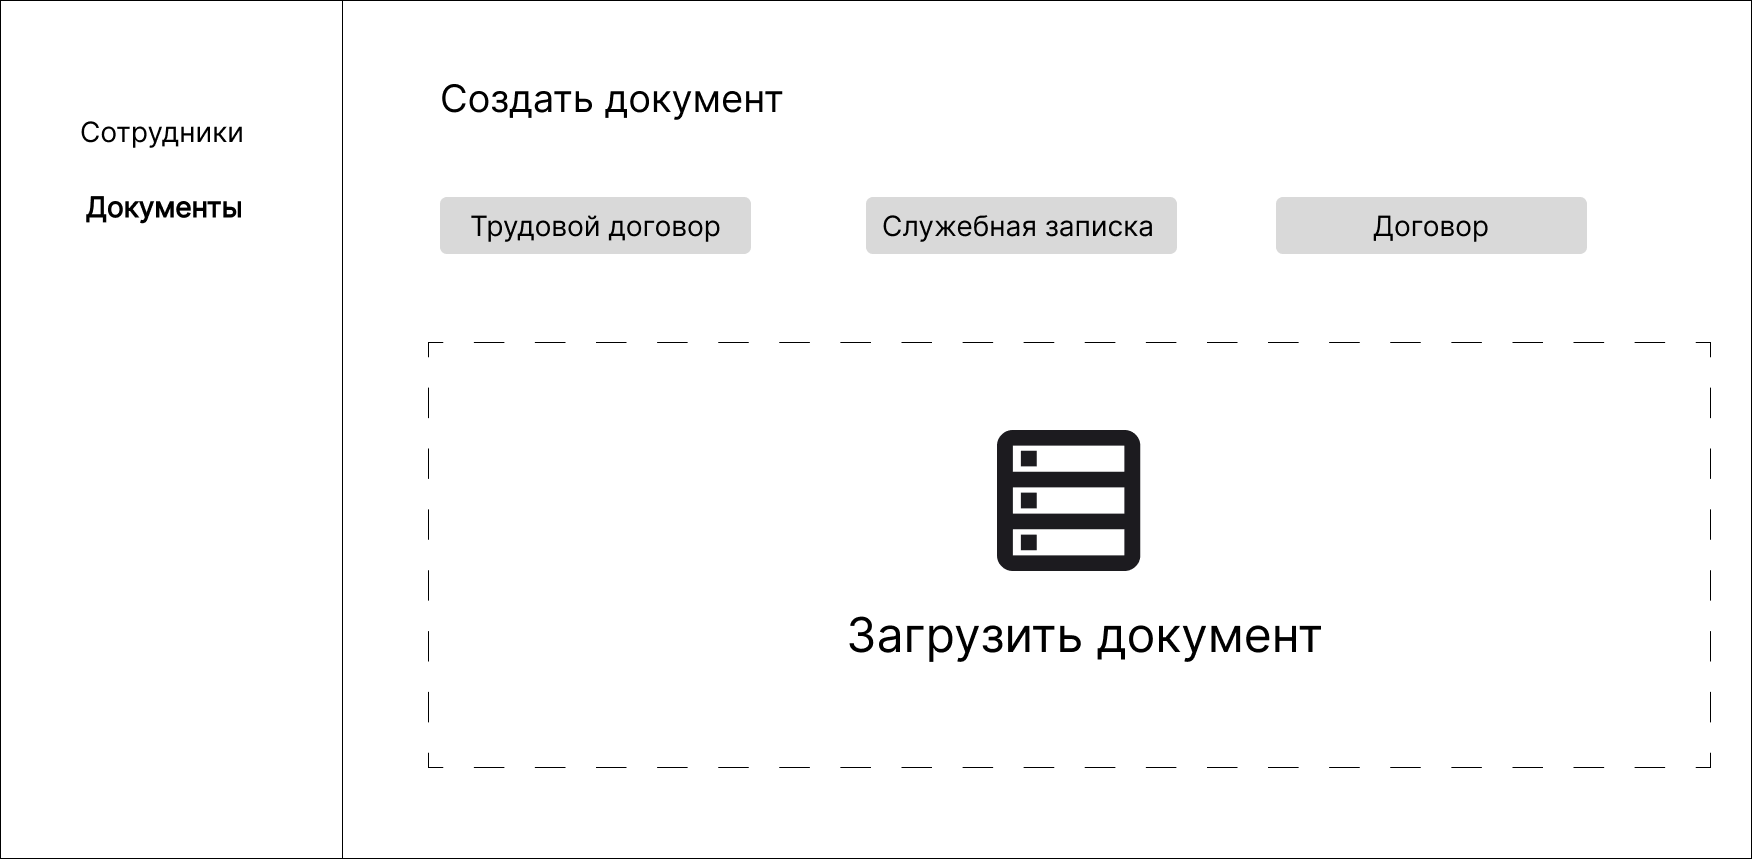 Сотрудники
Документы
Создать документ
Трудовой договор
Служебная записка
Договор
Загрузить документ